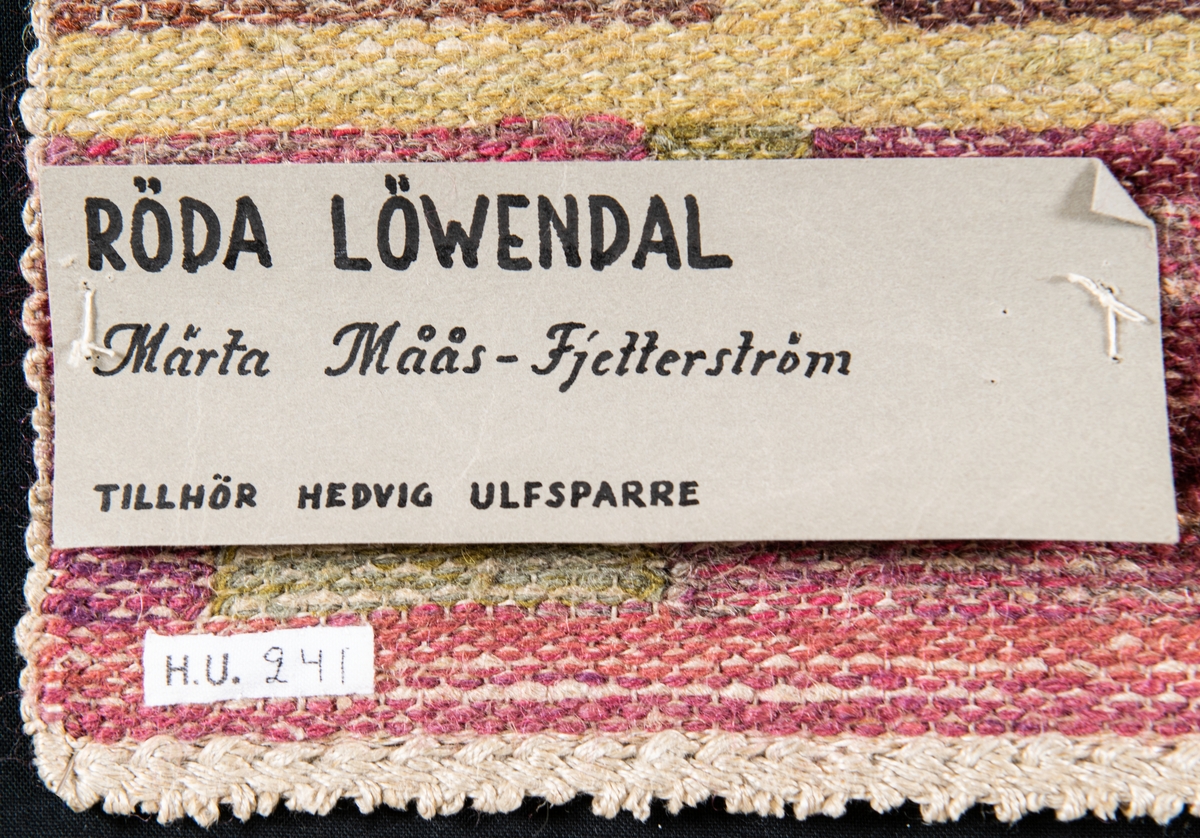 RÖDA LÖWENDAL
Märta Måås-Fjetterström
TILLHÖR HEDVIG ULFSPARRE
H.U. 241